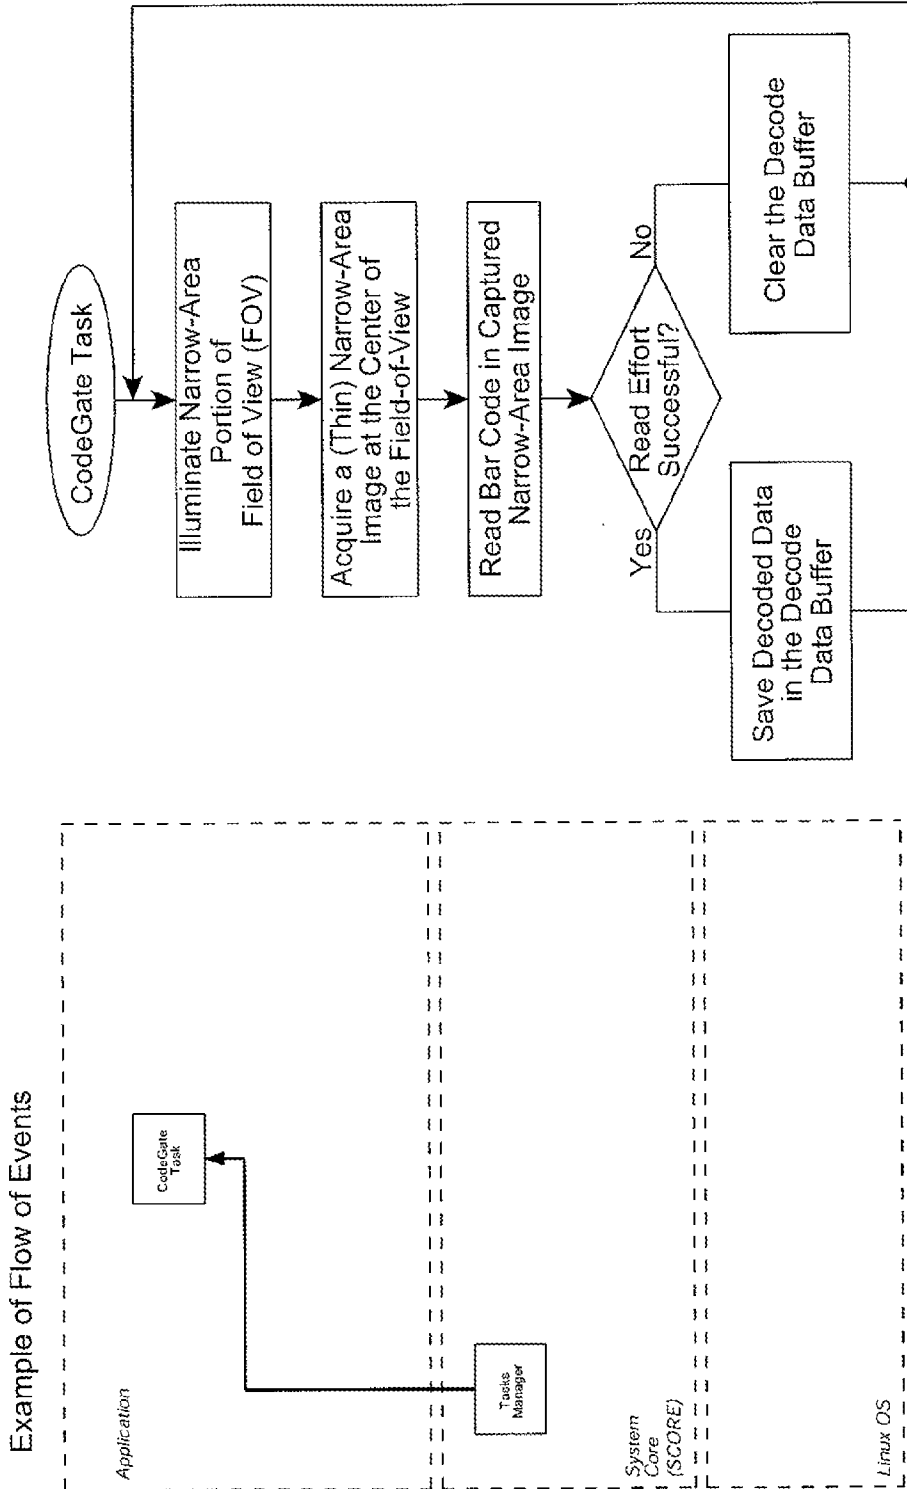 Example of Flow of Events
Application
CodeGate
Task
Tasks
Manager
System
Core
(SCORE)
Linux OS
CodeGate Task
Illuminate Narrow-Area
Portion of
Field of View (FOV)
Acquire a (Thin) Narrow-Area
Image at the Center of
the Field-of-View
Read Bar Code in Captured
Narrow-Area Image
Read Effort
Successful?
Yes
No
Save Decoded Data
in the Decode
Data Buffer
Clear the Decode
Data Buffer